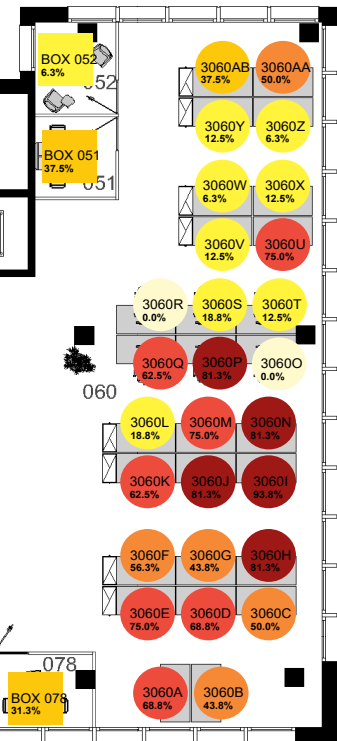 BOX 052
6.3%
052
3060AB
37.5%
3060AA
50.0%
3060Y
12.5%
3060Z
6.3%
BOX 051
37.5%
051
3060W
6.3%
3060X
12.5%
3060V
12.5%
3060U
75.0%
3060R
0.0%
3060S
18.8%
3060T
12.5%
3060Q
62.5%
3060P
81.3%
3060O
0.0%
060
3060L
18.8%
3060M
75.0%
3060N
81.3%
3060K
62.5%
3060J
81.3%
3060I
93.8%
3060F
56.3%
3060G
43.8%
3060H
81.3%
3060E
75.0%
3060D
68.8%
3060C
50.0%
078
BOX 078
31.3%
3060A
68.8%
3060B
43.8%